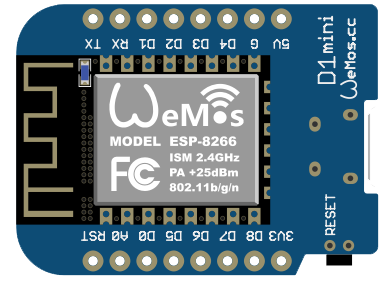 TX RX D1 D2 D3 D4 G 5V
D1 mini
WeMos.cc
WeMos
MODEL ESP-8266
ISM 2.4GHz
PA +25dBm
802.11b/g/n
FC
RESET
RST A0 D0 D5 D6 D7 D8 3V3